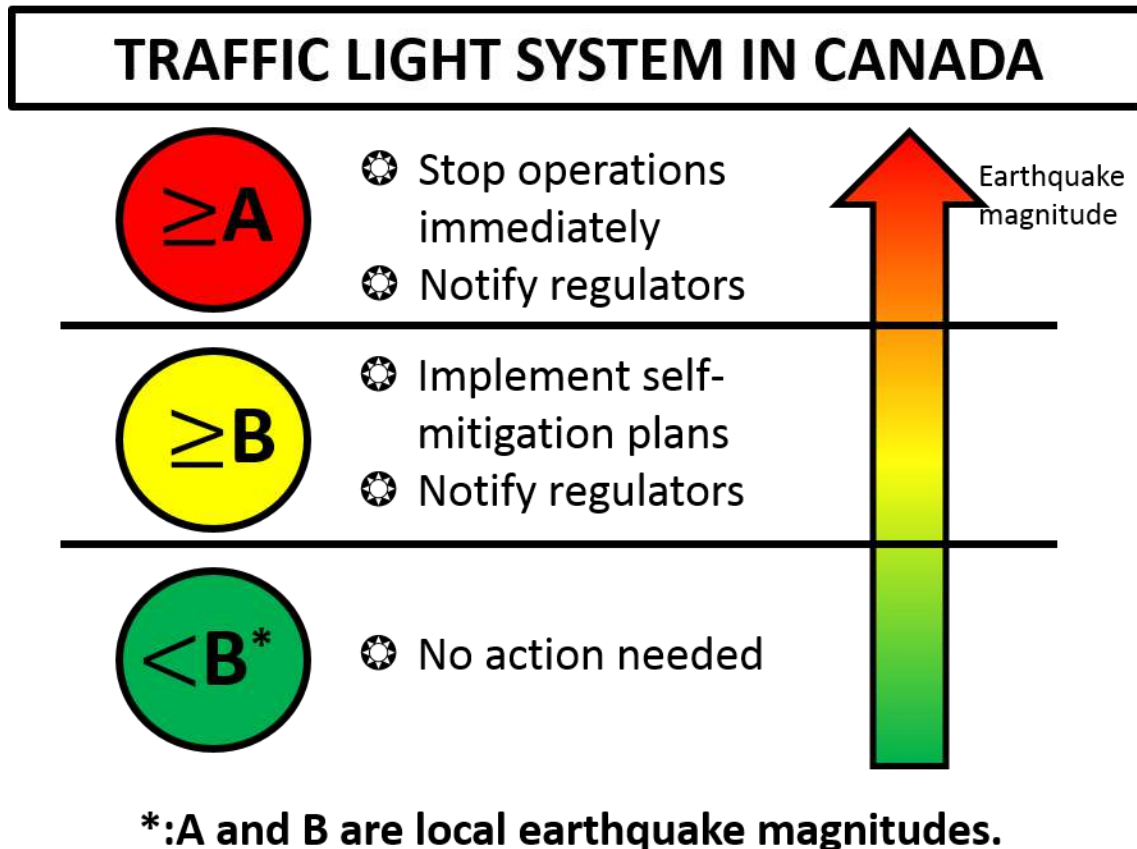 TRAFFIC LIGHT SYSTEM IN CANADA
≥A
Stop operations
immediately
Notify regulators
Earthquake
magnitude
≥B
Implement self-
mitigation plans
Notify regulators
<B*
No action needed
*:A and B are local earthquake magnitudes.